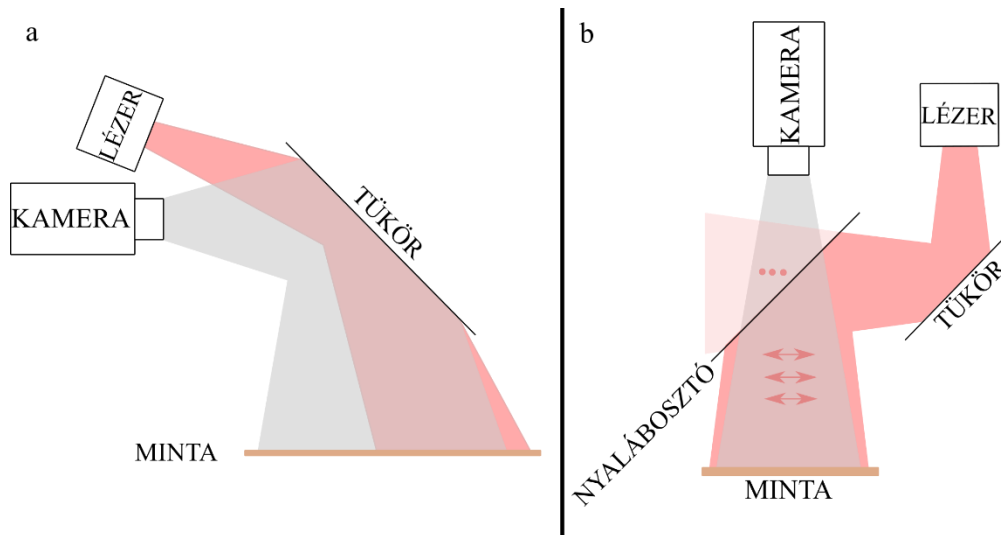 a
LÉZER
KAMERA
TÜKÖR
MINTA
b
KAMERA
LÉZER
TÜKÖR
NYALÁBOSZTÓ
MINTA